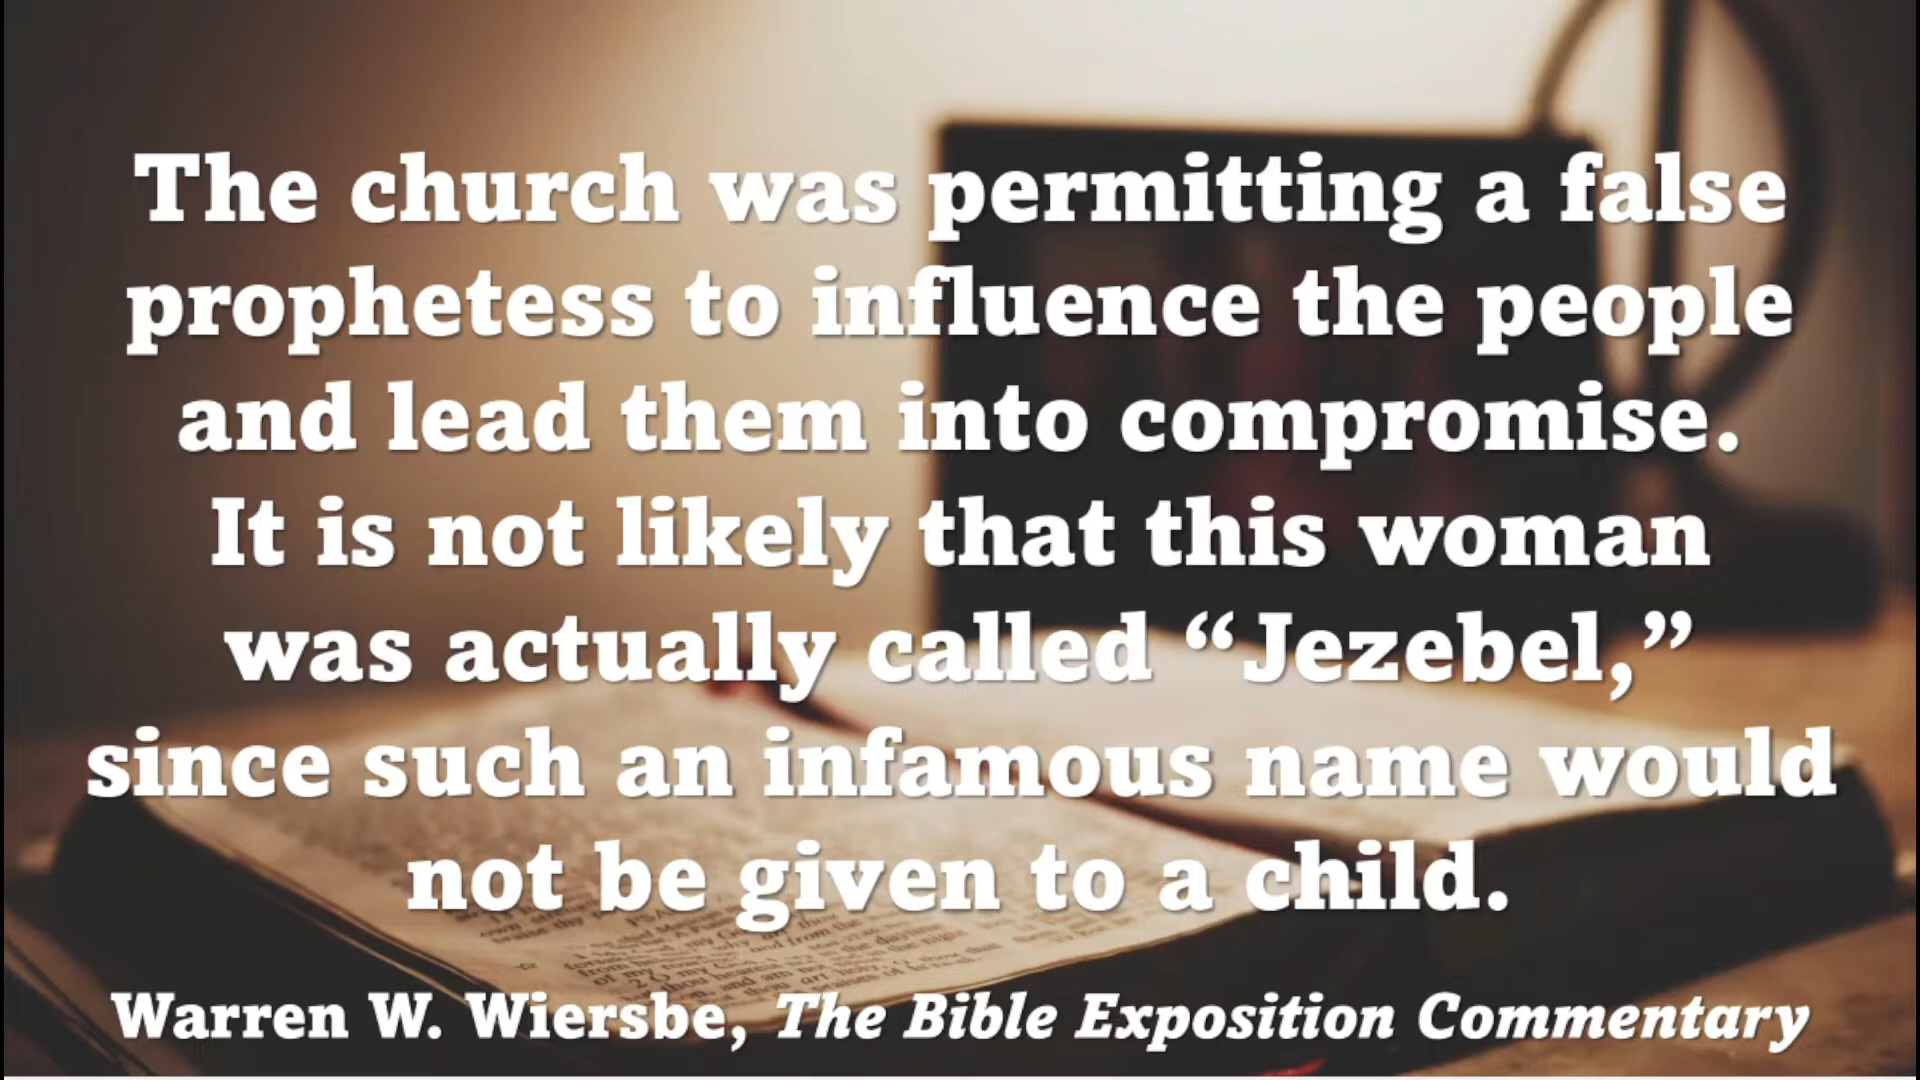 The church was permitting a false
prophetess to influence the people
and lead them into compromise.
It is not likely that this woman
was actually called “Jezebel,”
since such an infamous name would
not be given to a child.
Warren W. Wiersbe, The Bible Exposition Commentary